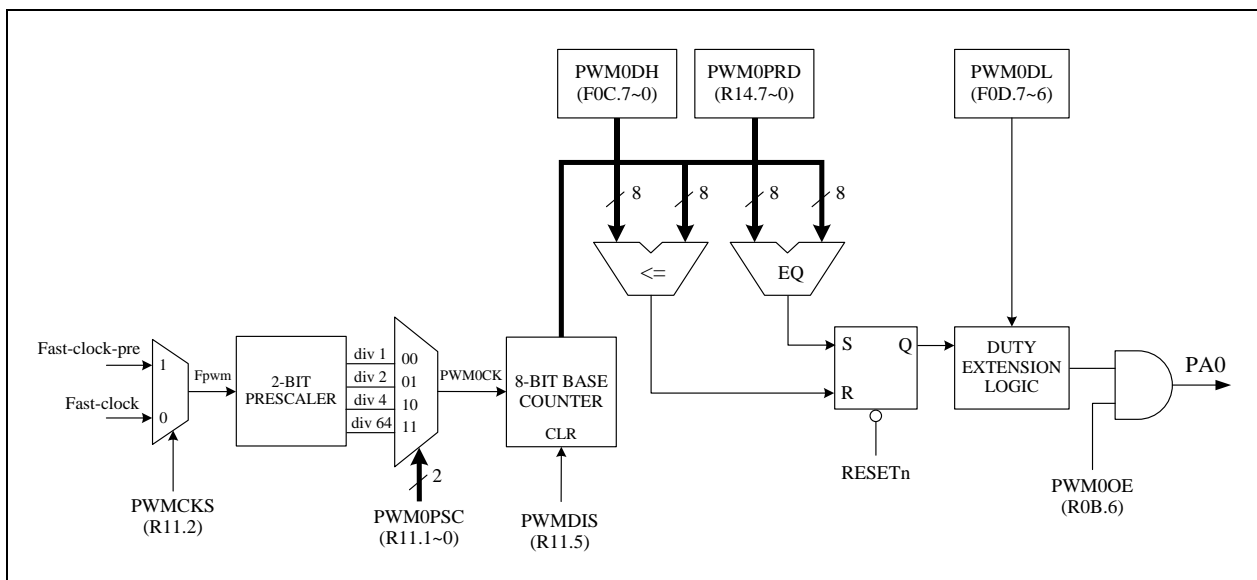 PWM0DH
(F0C.7~0)
PWM0PRD
(R14.7~0)
PWM0DL
(F0D.7~6)
8
8
8
8
<=
EQ
Fast-clock-pre
1
Fast-clock
0
Fpwm
2-BIT
PRESCALER
div 1
div 2
div 4
div 64
00
01
10
11
PWM0CK
8-BIT BASE
COUNTER
CLR
S
Q
R
DUTY
EXTENSION
LOGIC
PA0
RESETn
2
PWMCKS
(R11.2)
PWM0PSC
(R11.1~0)
PWMDIS
(R11.5)
PWM0OE
(R0B.6)